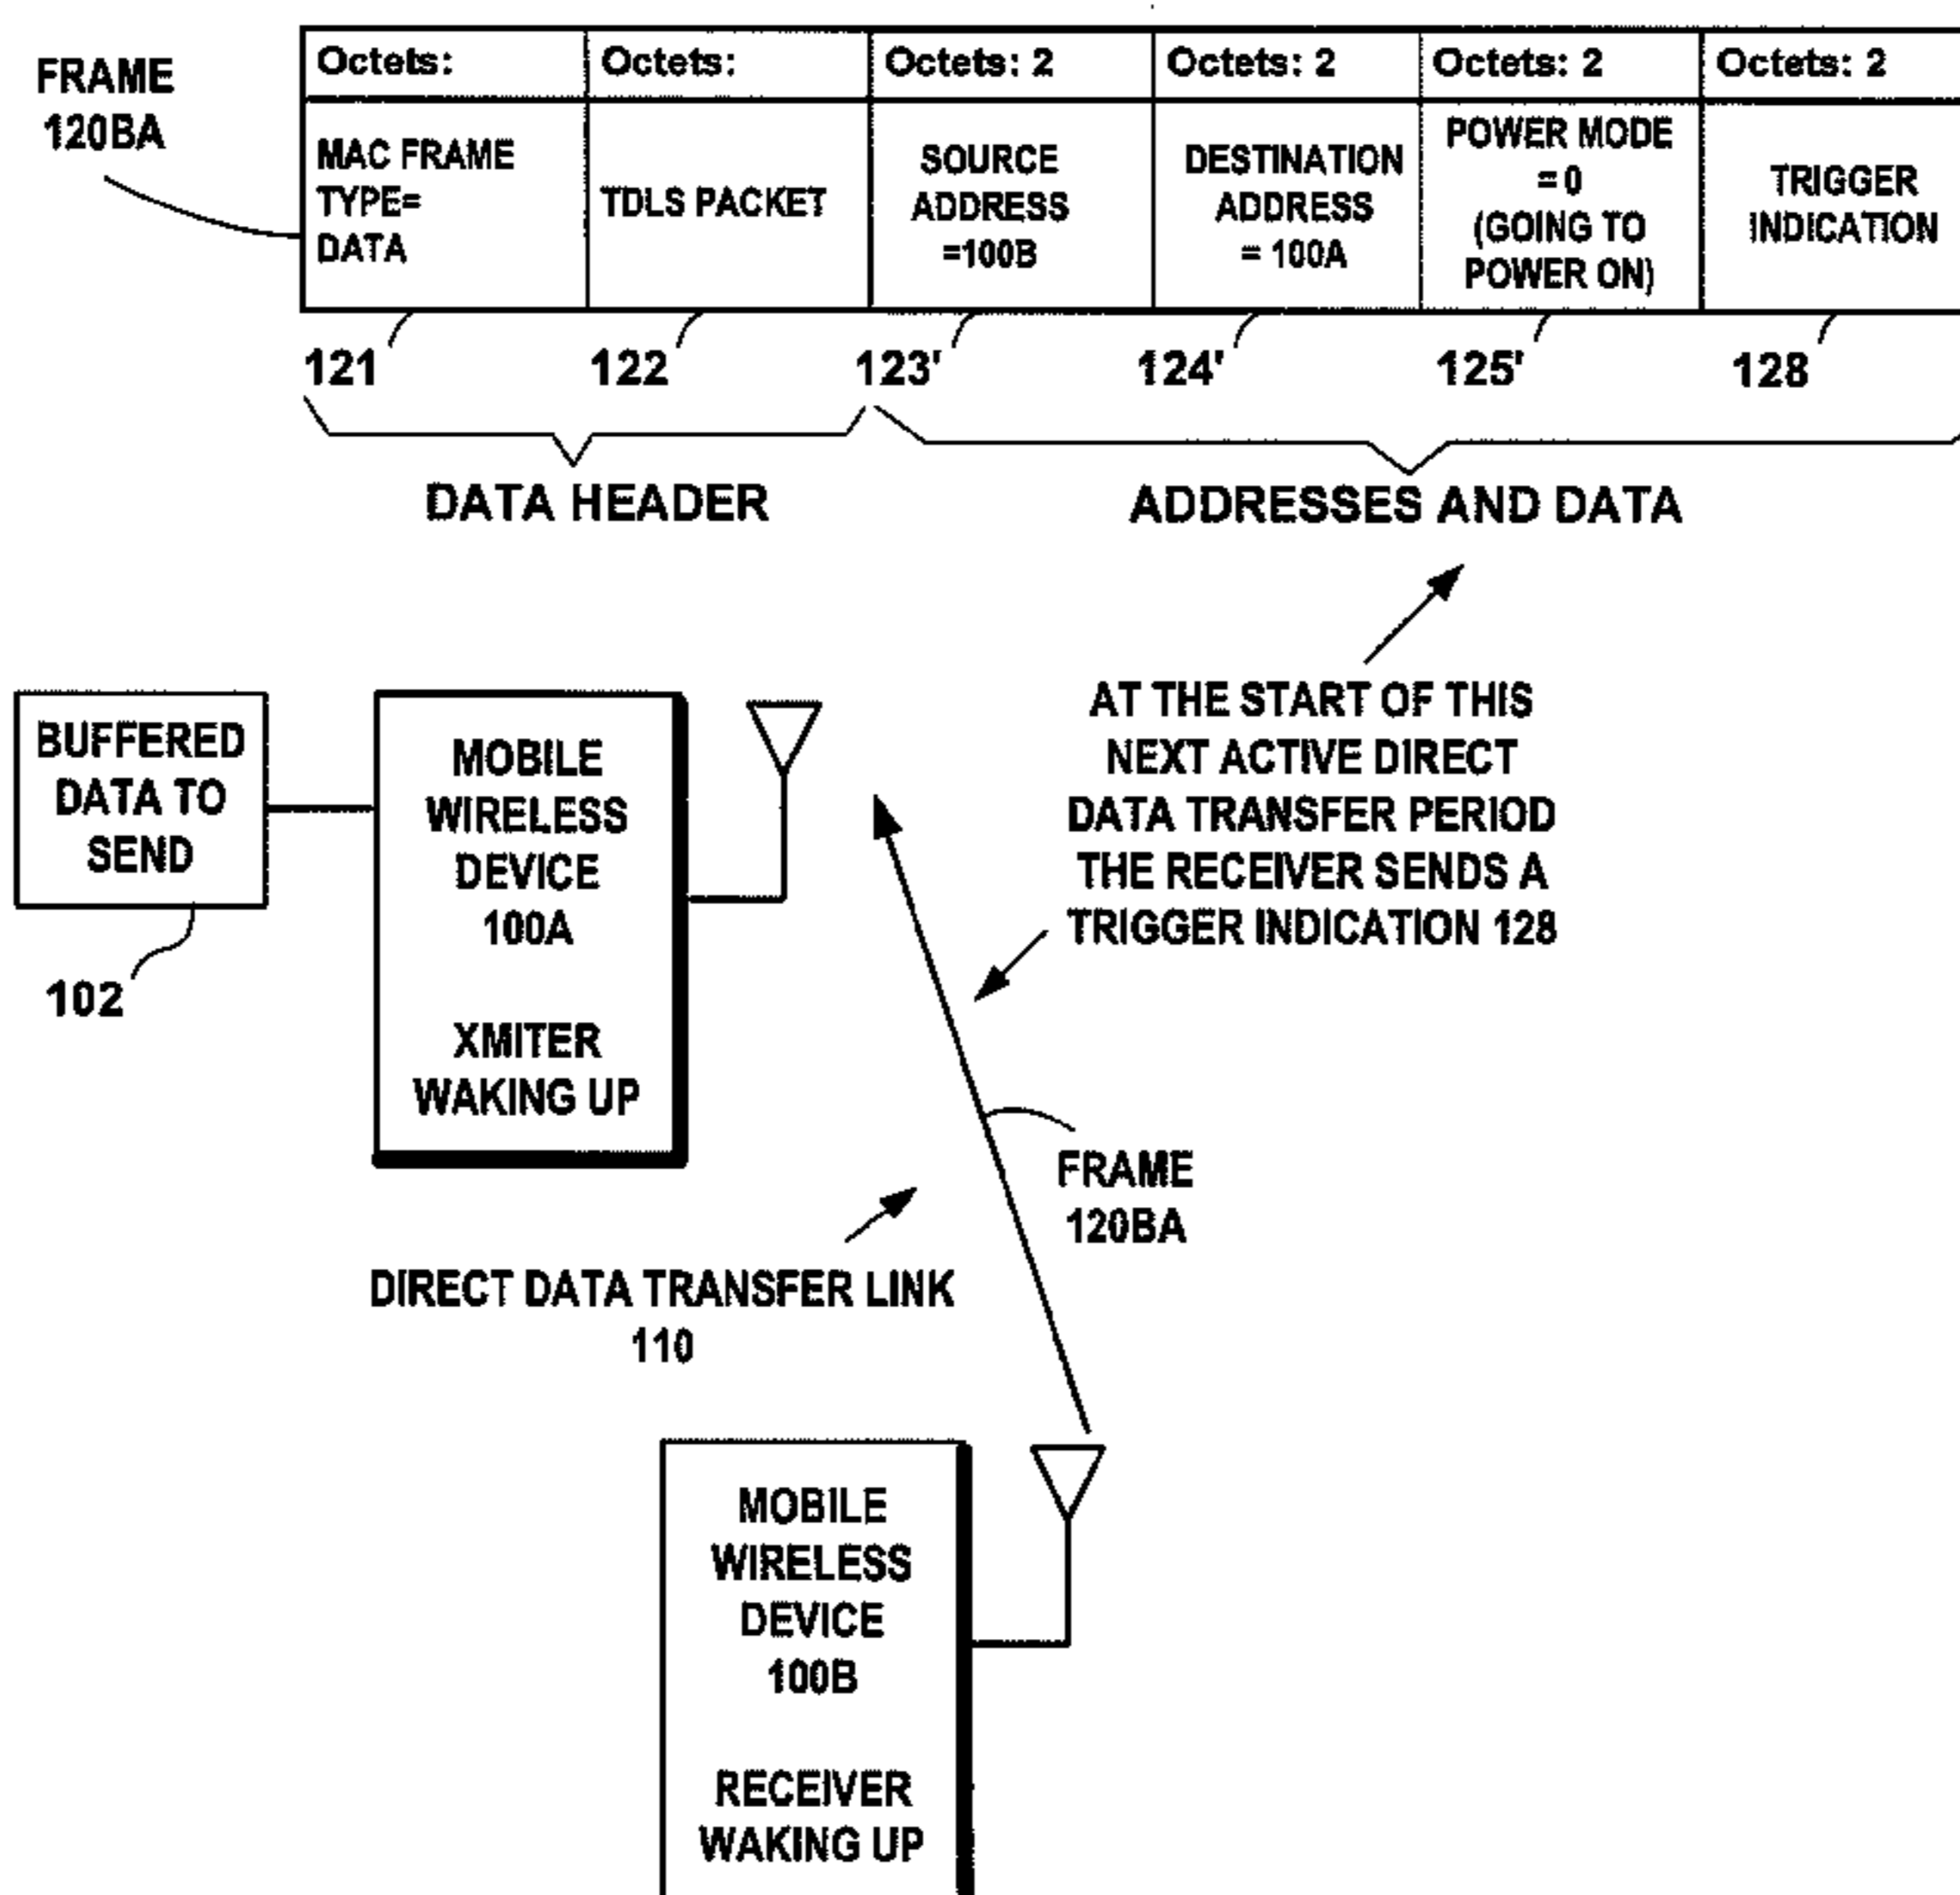 FRAME
120BA
Octets:
Octets:
Octets: 2
Octets: 2
Octets: 2
Octets: 2
MAC FRAME
TYPE=
DATA
TDLS PACKET
SOURCE
ADDRESS
=100B
DESTINATION
ADDRESS
= 100A
POWER MODE
= 0
(GOING TO
POWER ON)
TRIGGER
INDICATION
121
122
123'
124'
125'
128
DATA HEADER
ADDRESSES AND DATA
AT THE START OF THIS
NEXT ACTIVE DIRECT
DATA TRANSFER PERIOD
THE RECEIVER SENDS A
TRIGGER INDICATION 128
BUFFERED
DATA TO
SEND
102
MOBILE
WIRELESS
DEVICE
100A
XMITER
WAKING UP
FRAME
120BA
DIRECT DATA TRANSFER LINK
110
MOBILE
WIRELESS
DEVICE
100B
RECEIVER
WAKING UP